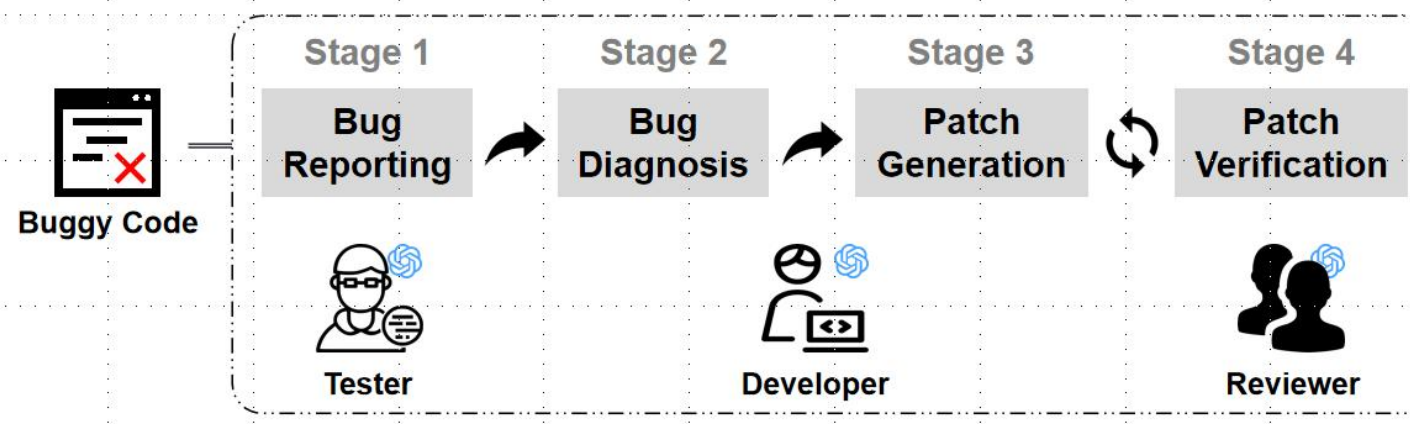 Stage 1
Stage 2
Stage 3
Stage 4
Bug
Reporting
Bug
Diagnosis
Patch
Generation
Patch
Verification
Buggy Code
Tester
Developer
Reviewer